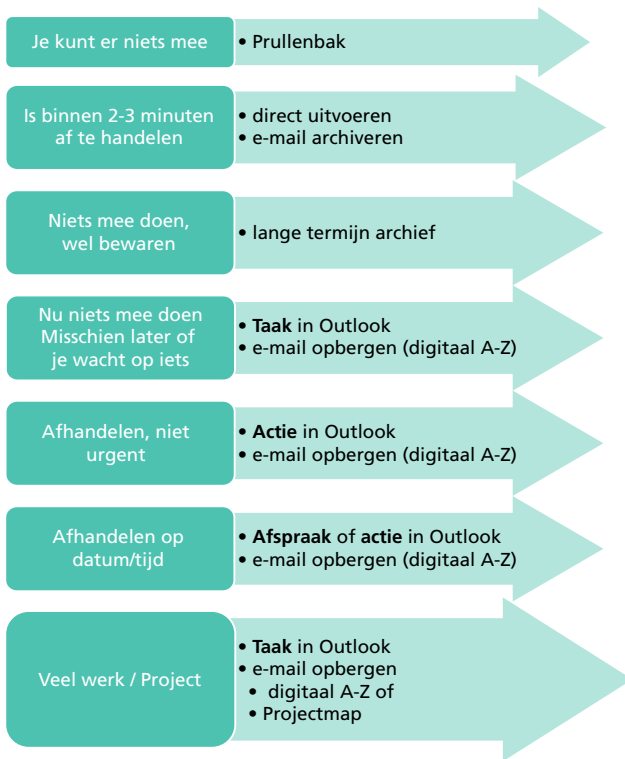 Je kunt er niets mee
• Prullenbak
Is binnen 2-3 minuten
af te handelen
• direct uitvoeren
• e-mail archiveren
Niets mee doen,
wel bewaren
• lange termijn archief
Nu niets mee doen
Misschien later of
je wacht op iets
• Taak in Outlook
• e-mail opbergen (digitaal A-Z)
Afhandelen, niet
urgent
• Actie in Outlook
• e-mail opbergen (digitaal A-Z)
Afhandelen op
datum/tijd
• Afspraak of actie in Outlook
• e-mail opbergen (digitaal A-Z)
Veel werk / Project
• Taak in Outlook
• e-mail opbergen
• digitaal A-Z of
• Projectmap